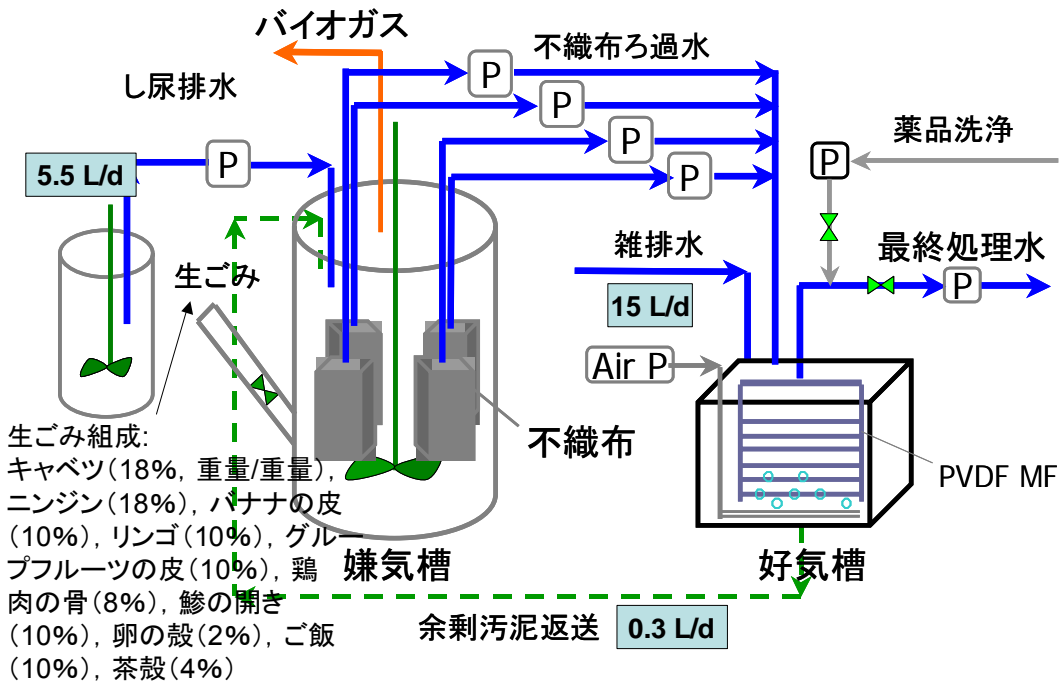 バイオガス
不織布ろ過水
し尿排水
P
P
P
P
P
薬品洗浄
P
5.5 L/d
雑排水
最終処理水
P
生ごみ
15 L/d
Air P
不織布
PVDF MF
生ごみ組成:
キャベツ(18%, 重量/重量),
ニンジン(18%), バナナの皮
(10%), リンゴ(10%), グルー
プフルーツの皮(10%), 鶏
肉の骨(8%), 鯵の開き
(10%), 卵の殻(2%), ご飯
(10%), 茶殻(4%)
嫌気槽
好気槽
余剰汚泥返送
0.3 L/d